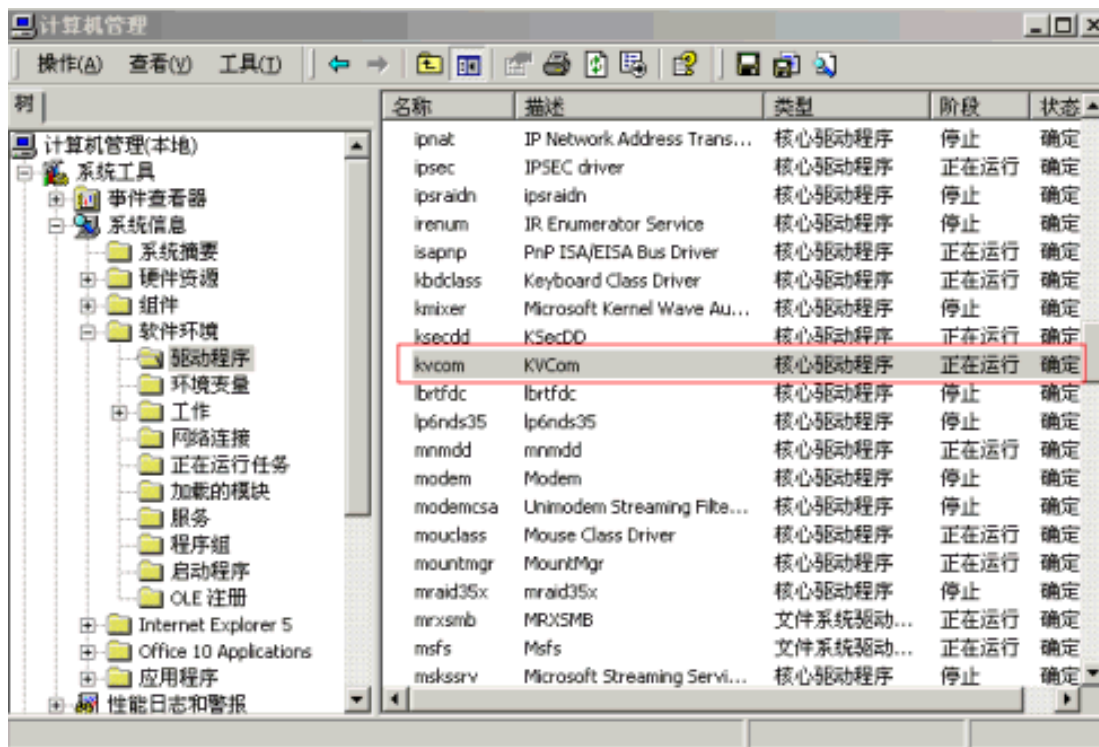 计算机管理
操作(A) 查看(V) 工具(T)
树
名称 描述 类型 阶段 状态
计算机管理(本地)
系统工具
事件查看器
系统信息
系统摘要
硬件资源
组件
软件环境
驱动程序
环境变量
工作
网络连接
正在运行任务
加载的模块
服务
程序组
启动程序
OLE 注册
Internet Explorer 5
Office 10 Applications
应用程序
性能日志和警报
ipnat IP Network Address Trans... 核心驱动程序 停止 确定
ipsec IPSEC driver 核心驱动程序 正在运行 确定
ipsraidn ipsraidn 核心驱动程序 停止 确定
irenum IR Enumerator Service 核心驱动程序 停止 确定
isapnp PnP ISA/EISA Bus Driver 核心驱动程序 正在运行 确定
kbdclass Keyboard Class Driver 核心驱动程序 正在运行 确定
kmixer Microsoft Kernel Wave Au... 核心驱动程序 停止 确定
ksecdd KSecDD 核心驱动程序 正在运行 确定
kvcom KVCom 核心驱动程序 正在运行 确定
lbrtfdc lbrtfdc 核心驱动程序 停止 确定
lp6nds35 lp6nds35 核心驱动程序 停止 确定
mnmdd mnmdd 核心驱动程序 正在运行 确定
modem Modem 核心驱动程序 停止 确定
modemcsa Unimodem Streaming Filte... 核心驱动程序 停止 确定
mouclass Mouse Class Driver 核心驱动程序 正在运行 确定
mountmgr MountMgr 核心驱动程序 正在运行 确定
mraid35x mraid35x 核心驱动程序 停止 确定
mrxsmb MRXSMB 文件系统驱动... 正在运行 确定
msfs Msfs 文件系统驱动... 正在运行 确定
mskssrv Microsoft Streaming Servi... 核心驱动程序 停止 确定